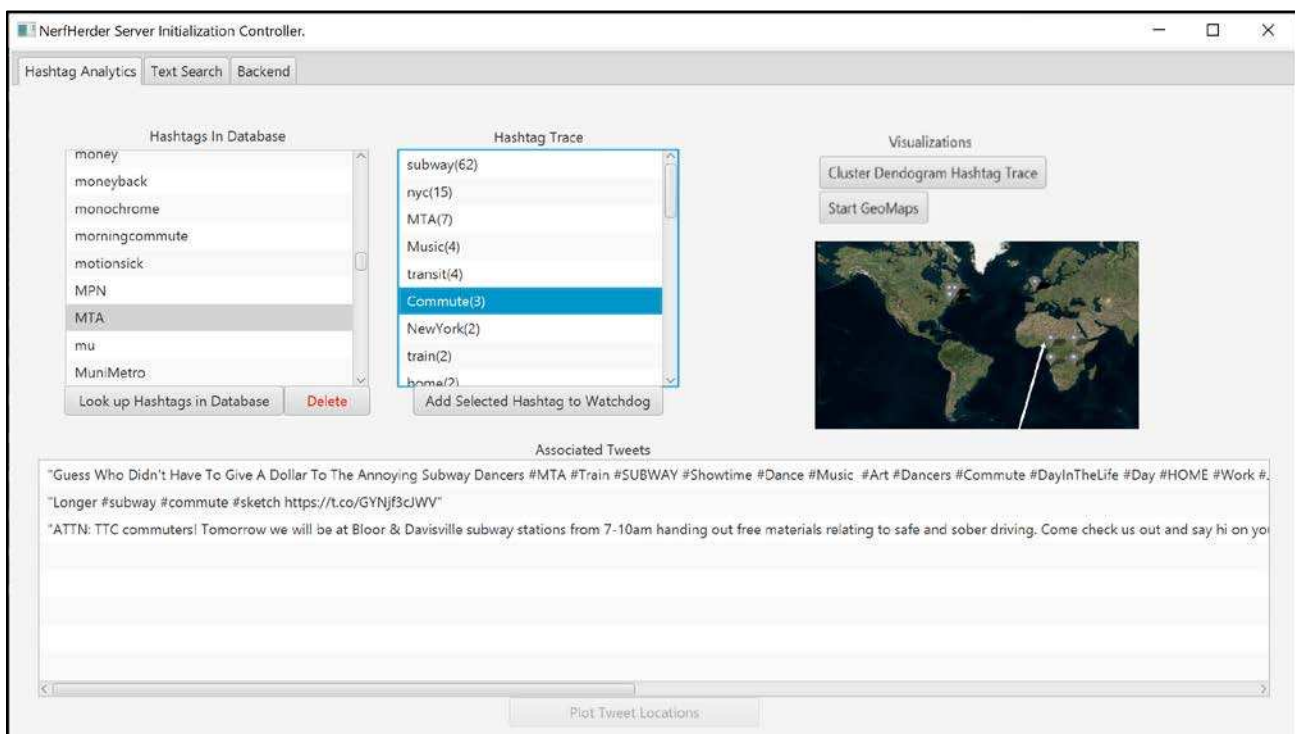 NerfHerder Server Initialization Controller.
Hashtag Analytics
Text Search
Backend
Hashtags In Database
money
moneyback
monochrome
morningcommute
motionsick
MPN
MTA
mu
MuniMetro
Look up Hashtags in Database
Delete
Hashtag Trace
subway(62)
nyc(15)
MTA(7)
Music(4)
transit(4)
Commute(3)
NewYork(2)
train(2)
home(2)
Add Selected Hashtag to Watchdog
Visualizations
Cluster Dendogram Hashtag Trace
Start GeoMaps
Associated Tweets
"Guess Who Didn't Have To Give A Dollar To The Annoying Subway Dancers #MTA #Train #SUBWAY #Showtime #Dance #Music #Art #Dancers #Commute #DayInTheLife #Day #HOME #Work #..
"Longer #subway #commute #sketch https://t.co/GYNjf3cJWV"
"ATTN: TTC commuters! Tomorrow we will be at Bloor & Davisville subway stations from 7-10am handing out free materials relating to safe and sober driving. Come check us out and say hi on yo
Plot Tweet Locations